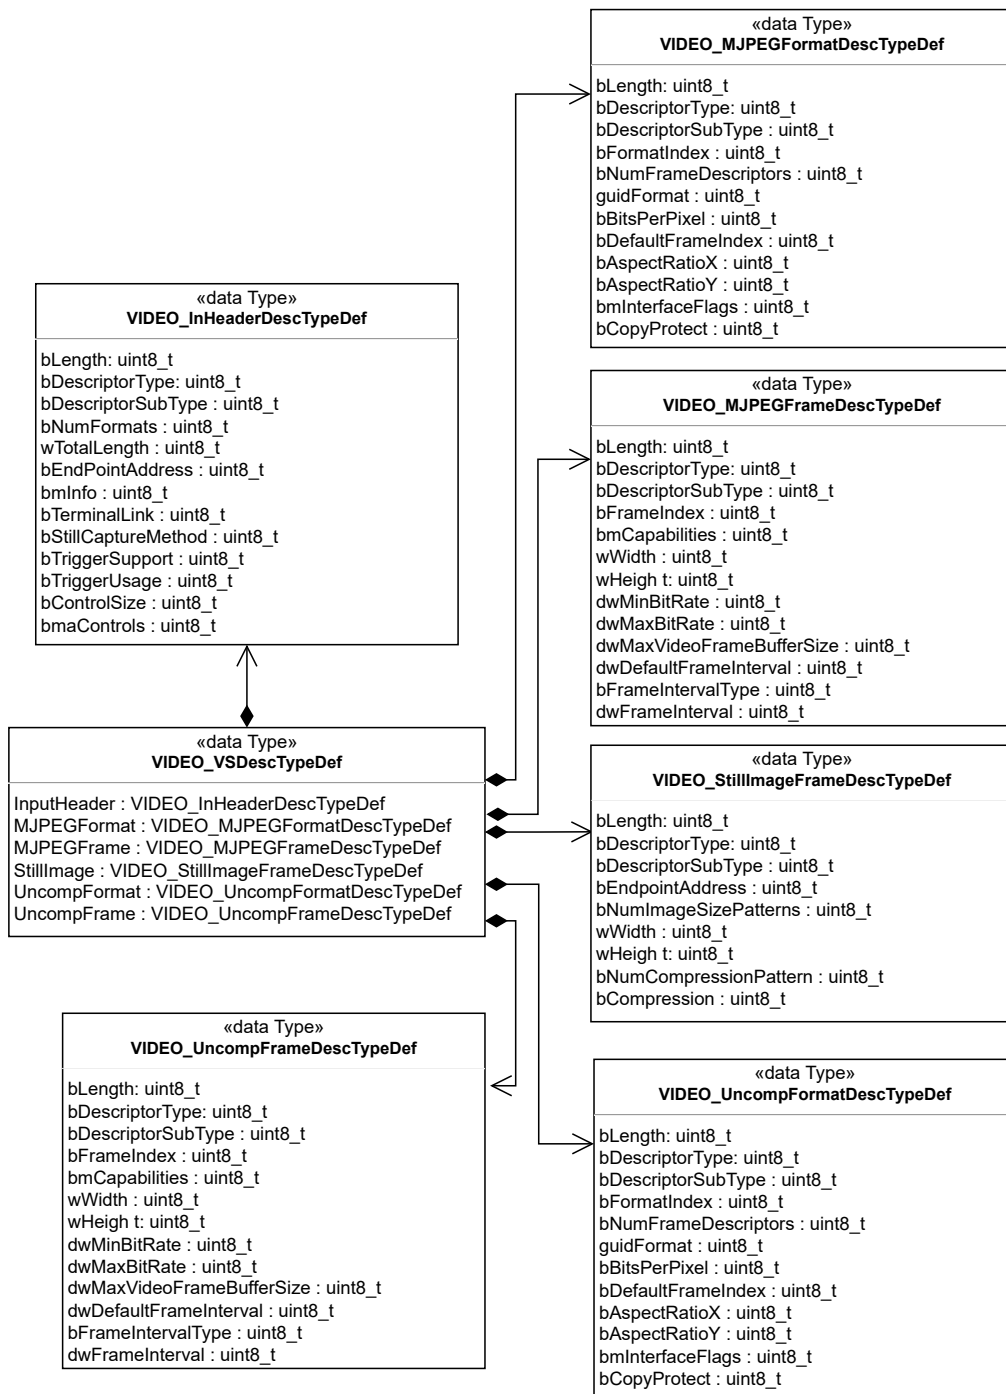 «data Type»
VIDEO_MJPEGFormatDescTypeDef
bLength: uint8_t
bDescriptorType: uint8_t
bDescriptorSubType : uint8_t
bFormatIndex : uint8_t
bNumFrameDescriptors : uint8_t
guidFormat : uint8_t
bBitsPerPixel : uint8_t
bDefaultFrameIndex : uint8_t
bAspectRatioX : uint8_t
bAspectRatioY : uint8_t
bmInterfaceFlags : uint8_t
bCopyProtect : uint8_t
«data Type»
VIDEO_InHeaderDescTypeDef
bLength: uint8_t
bDescriptorType: uint8_t
bDescriptorSubType : uint8_t
bNumFormats : uint8_t
wTotalLength : uint8_t
bEndPointAddress : uint8_t
bmInfo : uint8_t
bTerminalLink : uint8_t
bStillCaptureMethod : uint8_t
bTriggerSupport : uint8_t
bTriggerUsage : uint8_t
bControlSize : uint8_t
bmaControls : uint8_t
«data Type»
VIDEO_MJPEGFrameDescTypeDef
bLength: uint8_t
bDescriptorType: uint8_t
bDescriptorSubType : uint8_t
bFrameIndex : uint8_t
bmCapabilities : uint8_t
wWidth : uint8_t
wHeigh t: uint8_t
dwMinBitRate : uint8_t
dwMaxBitRate : uint8_t
dwMaxVideoFrameBufferSize : uint8_t
dwDefaultFrameInterval : uint8_t
bFrameIntervalType : uint8_t
dwFrameInterval : uint8_t
«data Type»
VIDEO_VSDescTypeDef
InputHeader : VIDEO_InHeaderDescTypeDef
MJPEGFormat : VIDEO_MJPEGFormatDescTypeDef
MJPEGFrame : VIDEO_MJPEGFrameDescTypeDef
StillImage : VIDEO_StillImageFrameDescTypeDef
UncompFormat : VIDEO_UncompFormatDescTypeDef
UncompFrame : VIDEO_UncompFrameDescTypeDef
«data Type»
VIDEO_StillImageFrameDescTypeDef
bLength: uint8_t
bDescriptorType: uint8_t
bDescriptorSubType : uint8_t
bEndpointAddress : uint8_t
bNumImageSizePatterns : uint8_t
wWidth : uint8_t
wHeigh t: uint8_t
bNumCompressionPattern : uint8_t
bCompression : uint8_t
«data Type»
VIDEO_UncompFrameDescTypeDef
bLength: uint8_t
bDescriptorType: uint8_t
bDescriptorSubType : uint8_t
bFrameIndex : uint8_t
bmCapabilities : uint8_t
wWidth : uint8_t
wHeigh t: uint8_t
dwMinBitRate : uint8_t
dwMaxBitRate : uint8_t
dwMaxVideoFrameBufferSize : uint8_t
dwDefaultFrameInterval : uint8_t
bFrameIntervalType : uint8_t
dwFrameInterval : uint8_t
«data Type»
VIDEO_UncompFormatDescTypeDef
bLength: uint8_t
bDescriptorType: uint8_t
bDescriptorSubType : uint8_t
bFormatIndex : uint8_t
bNumFrameDescriptors : uint8_t
guidFormat : uint8_t
bBitsPerPixel : uint8_t
bDefaultFrameIndex : uint8_t
bAspectRatioX : uint8_t
bAspectRatioY : uint8_t
bmInterfaceFlags : uint8_t
bCopyProtect : uint8_t